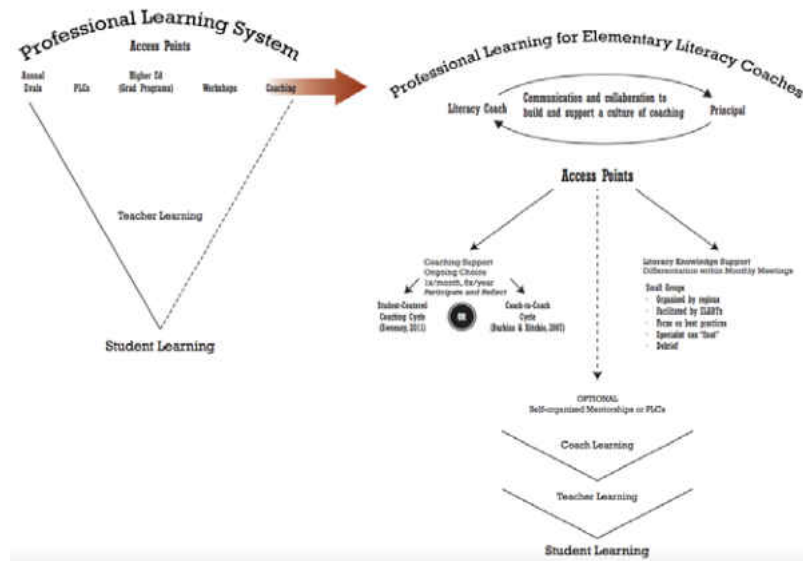 Professional Learning System
Access Points
Annual
Evals
PLCs
Higher Ed
(Grad Programs)
Workshops
Coaching
Teacher Learning
Student Learning
Professional Learning for Elementary Literacy Coaches
Literacy Coach
Communication and collaboration to
build and support a culture of coaching
Principal
Access Points
Coaching Support
Ongoing Choice
1x/month, 8x/year
Participate and Reflect
Student-Centered
Coaching Cycle
(Sweeney, 2011)
OR
Coach-to-Coach
Cycle
(Burkins & Ritchie, 2007)
Literacy Knowledge Support
Differentiation within Monthly Meetings
Small Groups
· Organized by regions
· Facilitated by
· Focus on best practices
· Specialist can "float"
· Debrief
OPTIONAL
Self-organized Mentorships or PLCs
Coach Learning
Teacher Learning
Student Learning